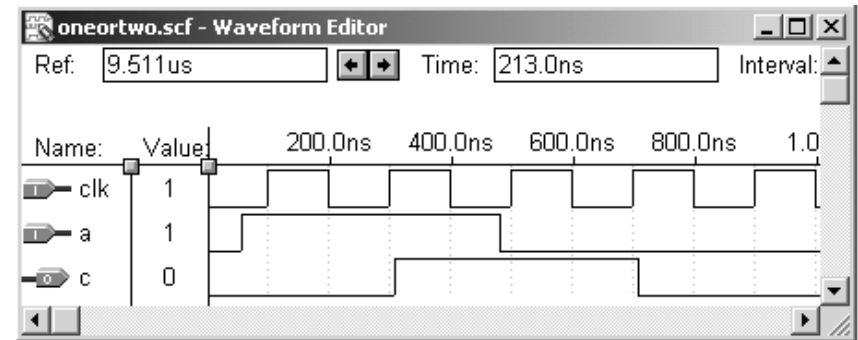 oneortwo.scf - Waveform Editor
Ref: 9.511us Time: 213.0ns Interval:
Name: Value: 200.0ns 400.0ns 600.0ns 800.0ns 1.0
I clk 1
I a 1
O c 0